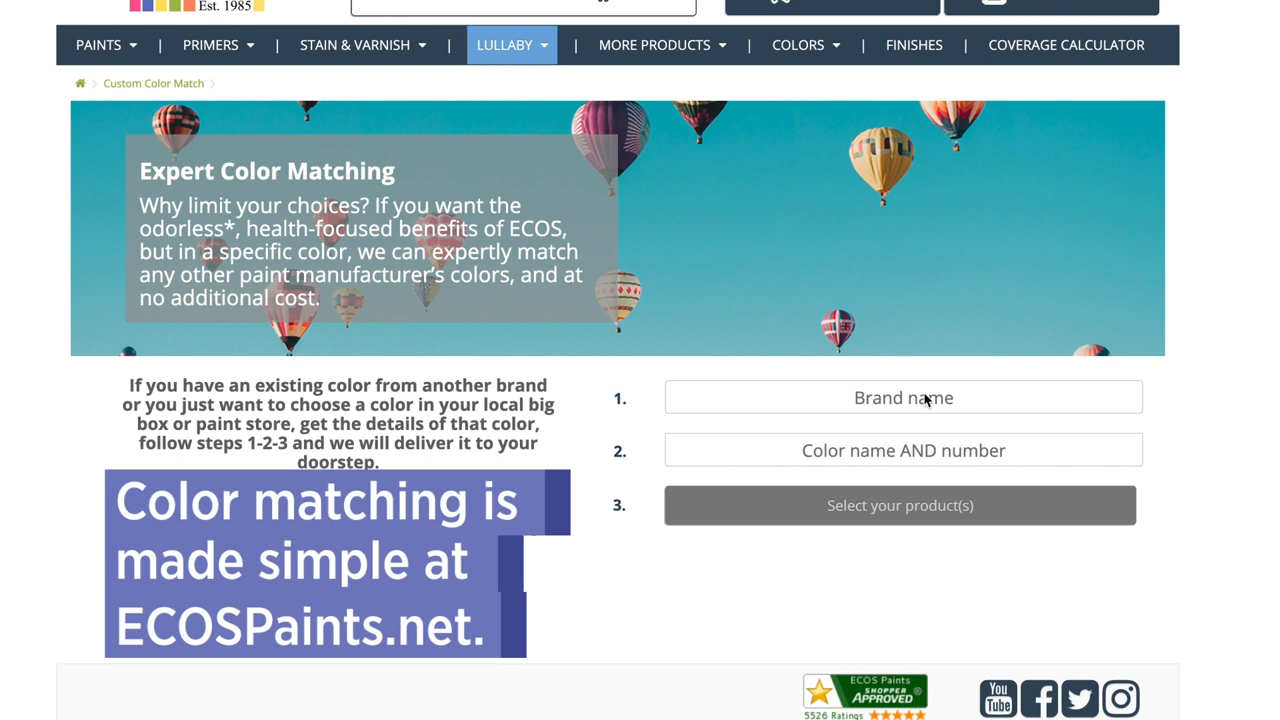 Est. 1985
PAINTS | PRIMERS | STAIN & VARNISH | LULLABY | MORE PRODUCTS | COLORS | FINISHES | COVERAGE CALCULATOR
Custom Color Match
Expert Color Matching
Why limit your choices? If you want the
odorless*, health-focused benefits of ECOS,
but in a specific color, we can expertly match
any other paint manufacturer's colors, and at
no additional cost.
If you have an existing color from another brand
or you just want to choose a color in your local big
box or paint store, get the details of that color,
follow steps 1-2-3 and we will deliver it to your
doorstep.
1. Brand name
2. Color name AND number
3. Select your product(s)
Color matching is
made simple at
ECOSPaints.net.
ECOS Paints
SHOPPER
APPROVED®
5526 Ratings
You
Tube